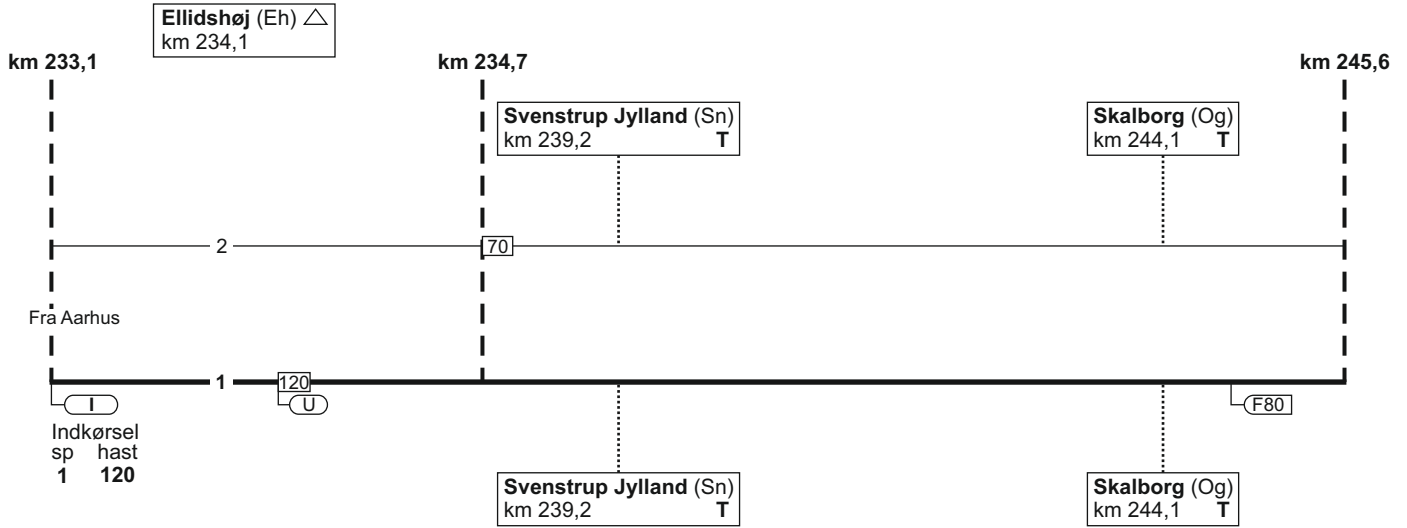 Ellidshøj (Eh) △
km 234,1
km 233,1
km 234,7
km 245,6
Svenstrup Jylland (Sn)
km 239,2 T
Skalborg (Og)
km 244,1 T
2
70
Fra Aarhus
1
120
I
U
F80
Indkørsel
sp hast
1 120
Svenstrup Jylland (Sn)
km 239,2 T
Skalborg (Og)
km 244,1 T